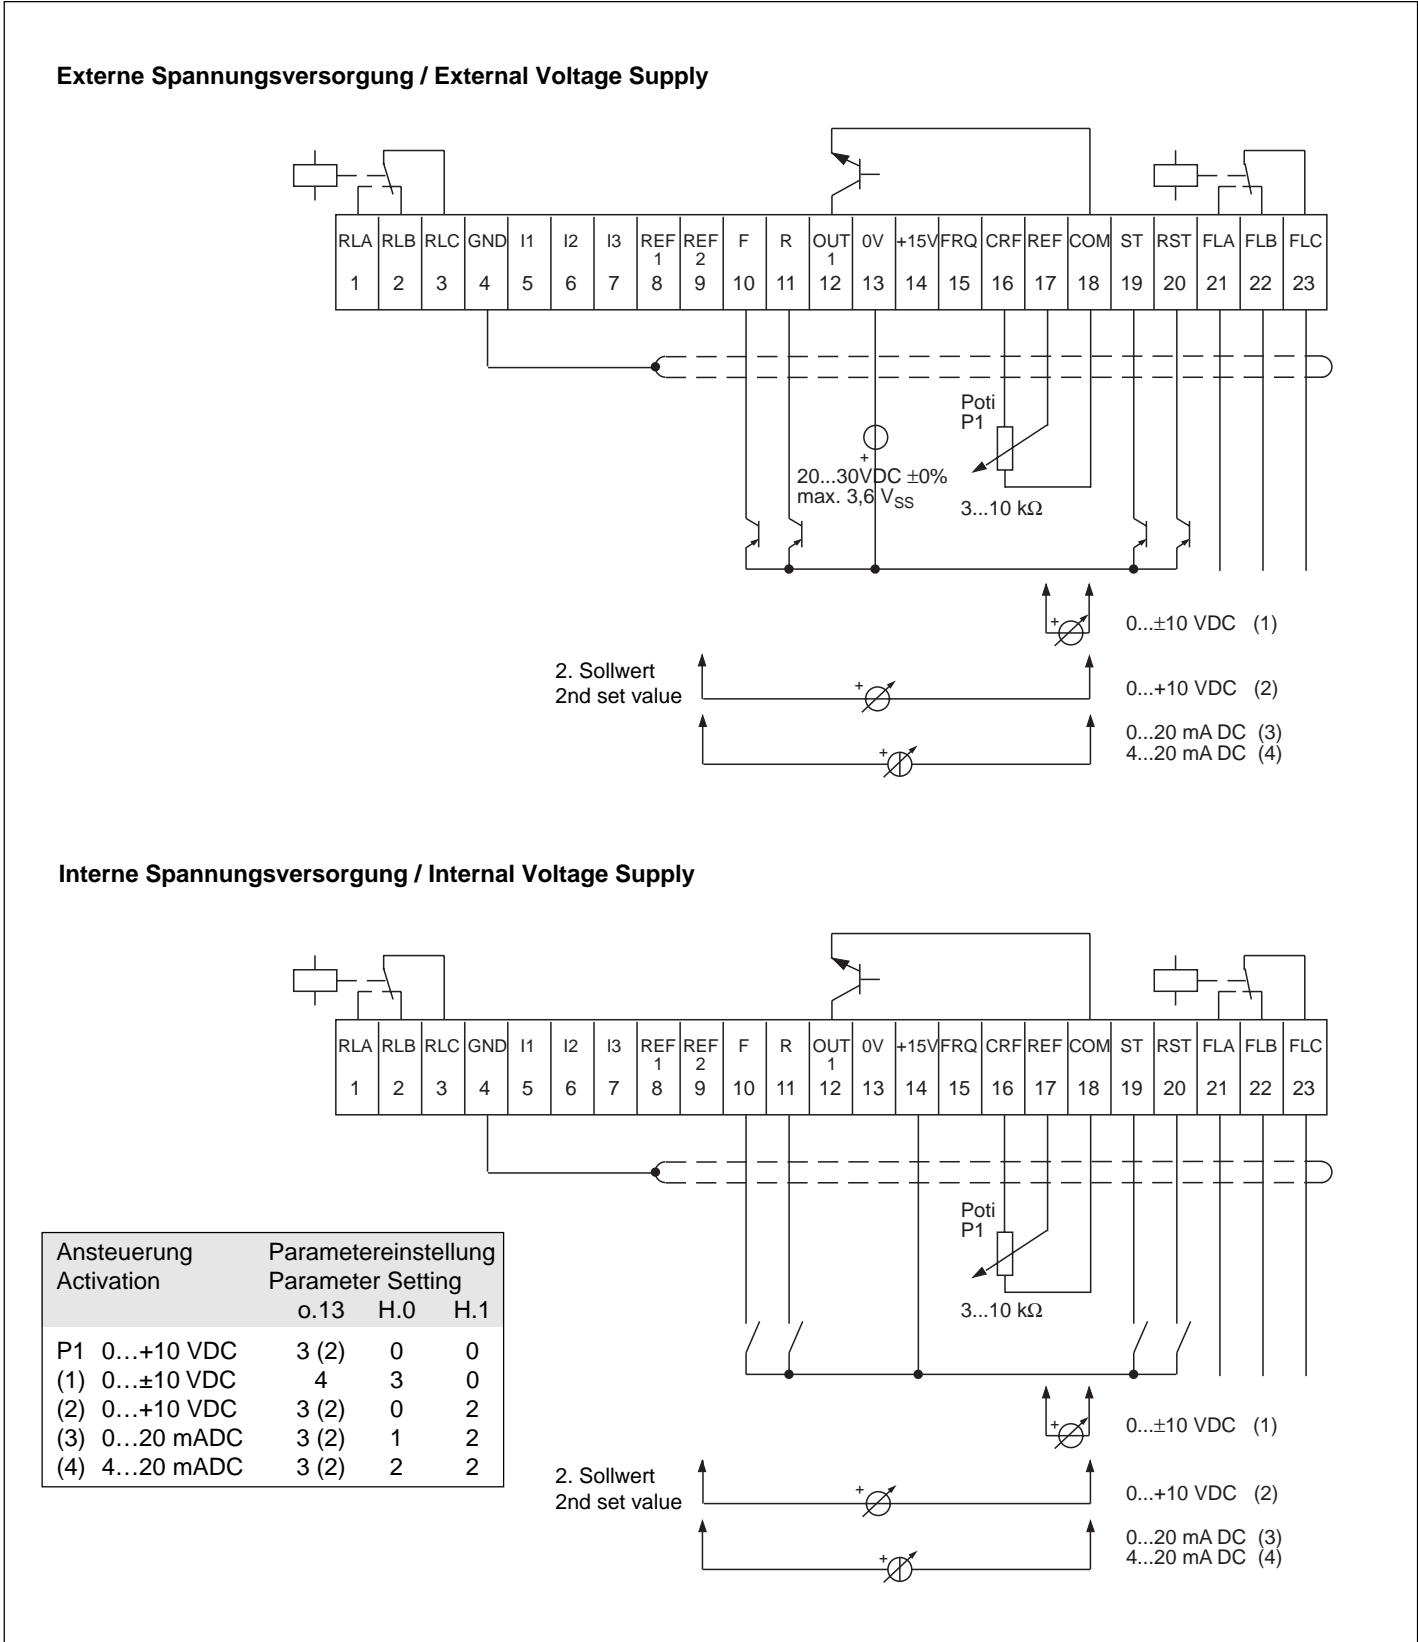 Externe Spannungsversorgung / External Voltage Supply
RLA RLB RLC GND I1 I2 I3 REF 1 REF 2 F R OUT 1 0V +15V FRQ CRF REF COM ST RST FLA FLB FLC
1 2 3 4 5 6 7 8 9 10 11 12 13 14 15 16 17 18 19 20 21 22 23
Poti
P1
+
20...30VDC ±0%
max. 3,6 VSS
3...10 kΩ
+ 0...±10 VDC (1)
2. Sollwert
2nd set value
+ 0...+10 VDC (2)
0...20 mA DC (3)
+ 4...20 mA DC (4)
Interne Spannungsversorgung / Internal Voltage Supply
RLA RLB RLC GND I1 I2 I3 REF 1 REF 2 F R OUT 1 0V +15V FRQ CRF REF COM ST RST FLA FLB FLC
1 2 3 4 5 6 7 8 9 10 11 12 13 14 15 16 17 18 19 20 21 22 23
Poti
P1
3...10 kΩ
Ansteuerung Parametereinstellung
Activation Parameter Setting
o.13 H.0 H.1
P1 0…+10 VDC 3 (2) 0 0
(1) 0…±10 VDC 4 3 0
(2) 0…+10 VDC 3 (2) 0 2
(3) 0…20 mADC 3 (2) 1 2
(4) 4…20 mADC 3 (2) 2 2
+ 0...±10 VDC (1)
2. Sollwert
2nd set value
+ 0...+10 VDC (2)
0...20 mA DC (3)
+ 4...20 mA DC (4)